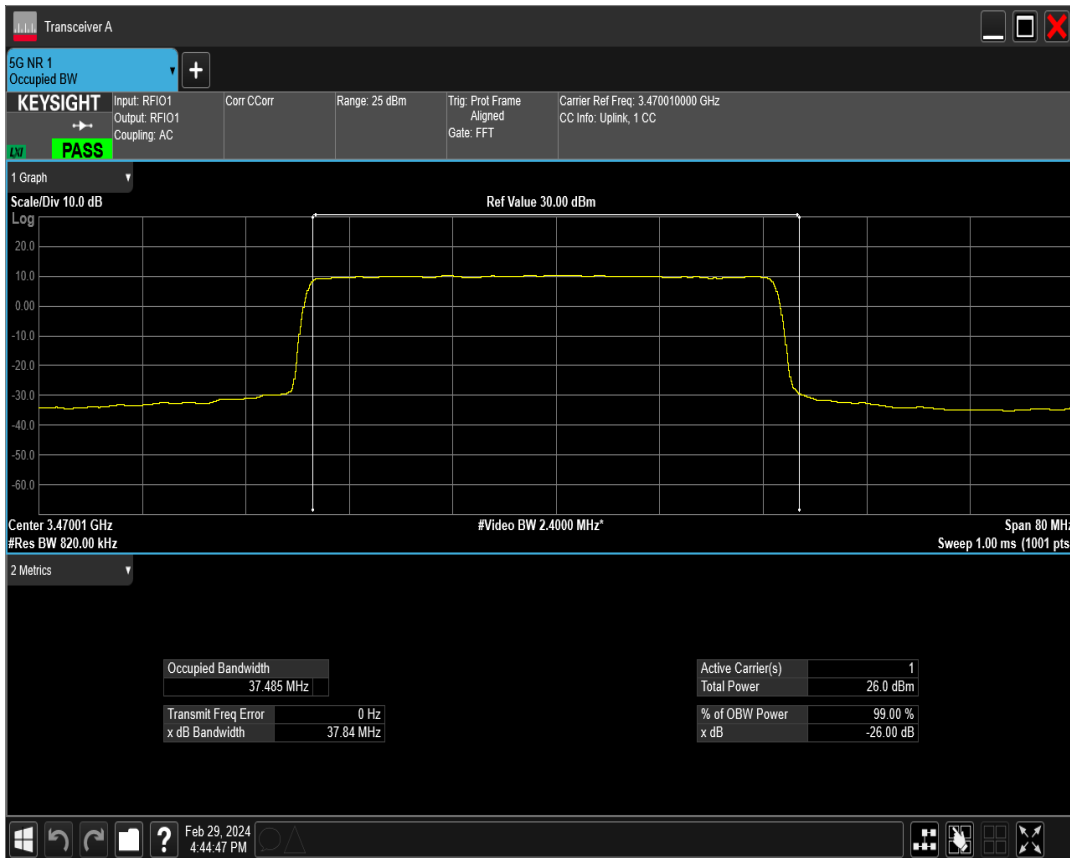 Transceiver A
5G NR 1
Occupied BW
+
KEYSIGHT
LXI
PASS
Input: RFIO1
Output: RFIO1
Coupling: AC
Corr CCorr
Range: 25 dBm
Trig: Prot Frame
Aligned
Gate: FFT
Carrier Ref Freq: 3.470010000 GHz
CC Info: Uplink, 1 CC
1 Graph
Scale/Div 10.0 dB
Ref Value 30.00 dBm
Log
20.0
10.0
0.00
-10.0
-20.0
-30.0
-40.0
-50.0
-60.0
Center 3.47001 GHz
#Video BW 2.4000 MHz*
Span 80 MHz
#Res BW 820.00 kHz
Sweep 1.00 ms (1001 pts
2 Metrics
Occupied Bandwidth
37.485 MHz
Transmit Freq Error 0 Hz
x dB Bandwidth 37.84 MHz
Active Carrier(s) 1
Total Power 26.0 dBm
% of OBW Power 99.00 %
x dB -26.00 dB
?
Feb 29, 2024
4:44:47 PM